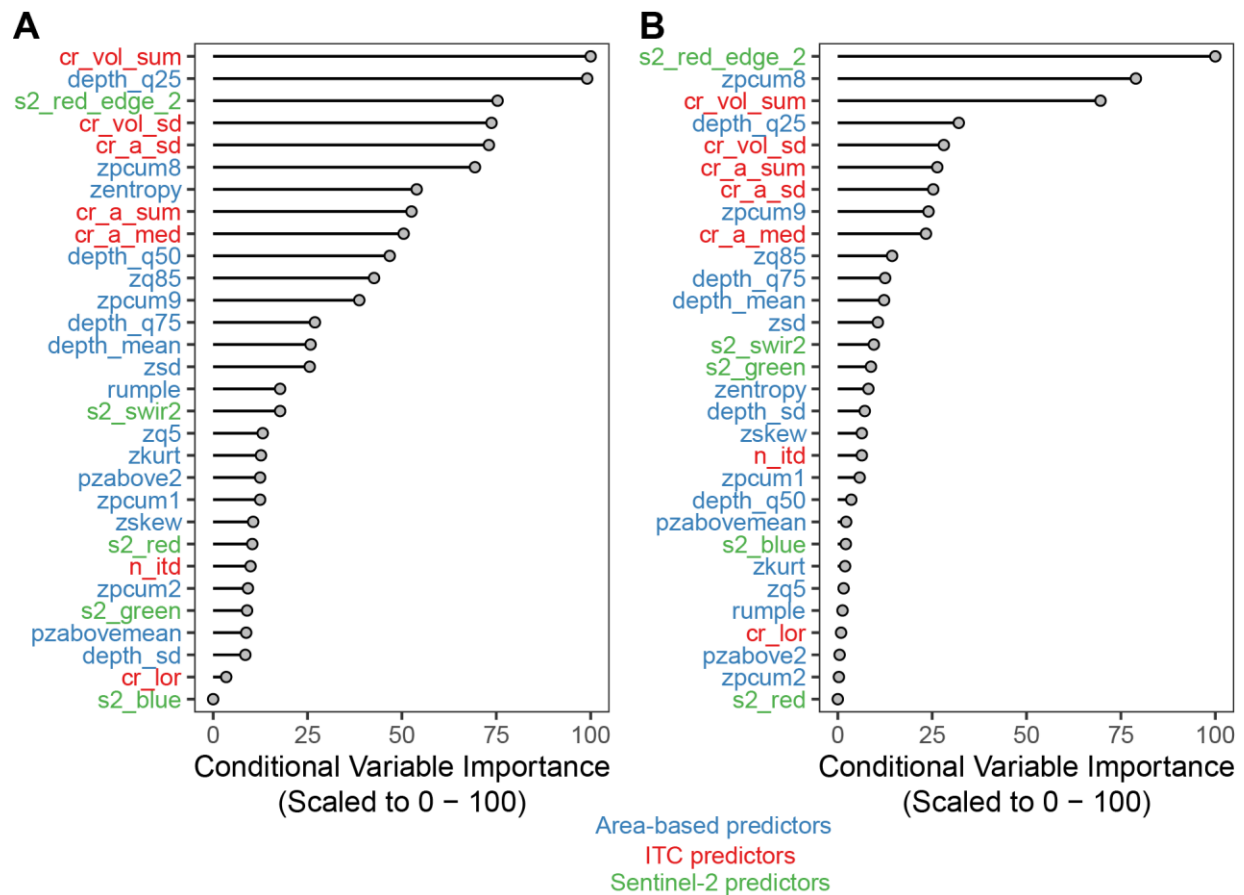 A
cr_vol_sum
depth_q25
s2_red_edge_2
cr_vol_sd
cr_a_sd
zpcum8
zentropy
cr_a_sum
cr_a_med
depth_q50
zq85
zpcum9
depth_q75
depth_mean
zsd
rumple
s2_swir2
zq5
zkurt
pzabove2
zpcum1
zskew
s2_red
n_itd
zpcum2
s2_green
pzabovemean
depth_sd
cr_lor
s2_blue
0 25 50 75 100
Conditional Variable Importance
(Scaled to 0 − 100)
B
s2_red_edge_2
zpcum8
cr_vol_sum
depth_q25
cr_vol_sd
cr_a_sum
cr_a_sd
zpcum9
cr_a_med
zq85
depth_q75
depth_mean
zsd
s2_swir2
s2_green
zentropy
depth_sd
zskew
n_itd
zpcum1
depth_q50
pzabovemean
s2_blue
zkurt
zq5
rumple
cr_lor
pzabove2
zpcum2
s2_red
0 25 50 75 100
Conditional Variable Importance
(Scaled to 0 − 100)
Area-based predictors
ITC predictors
Sentinel-2 predictors